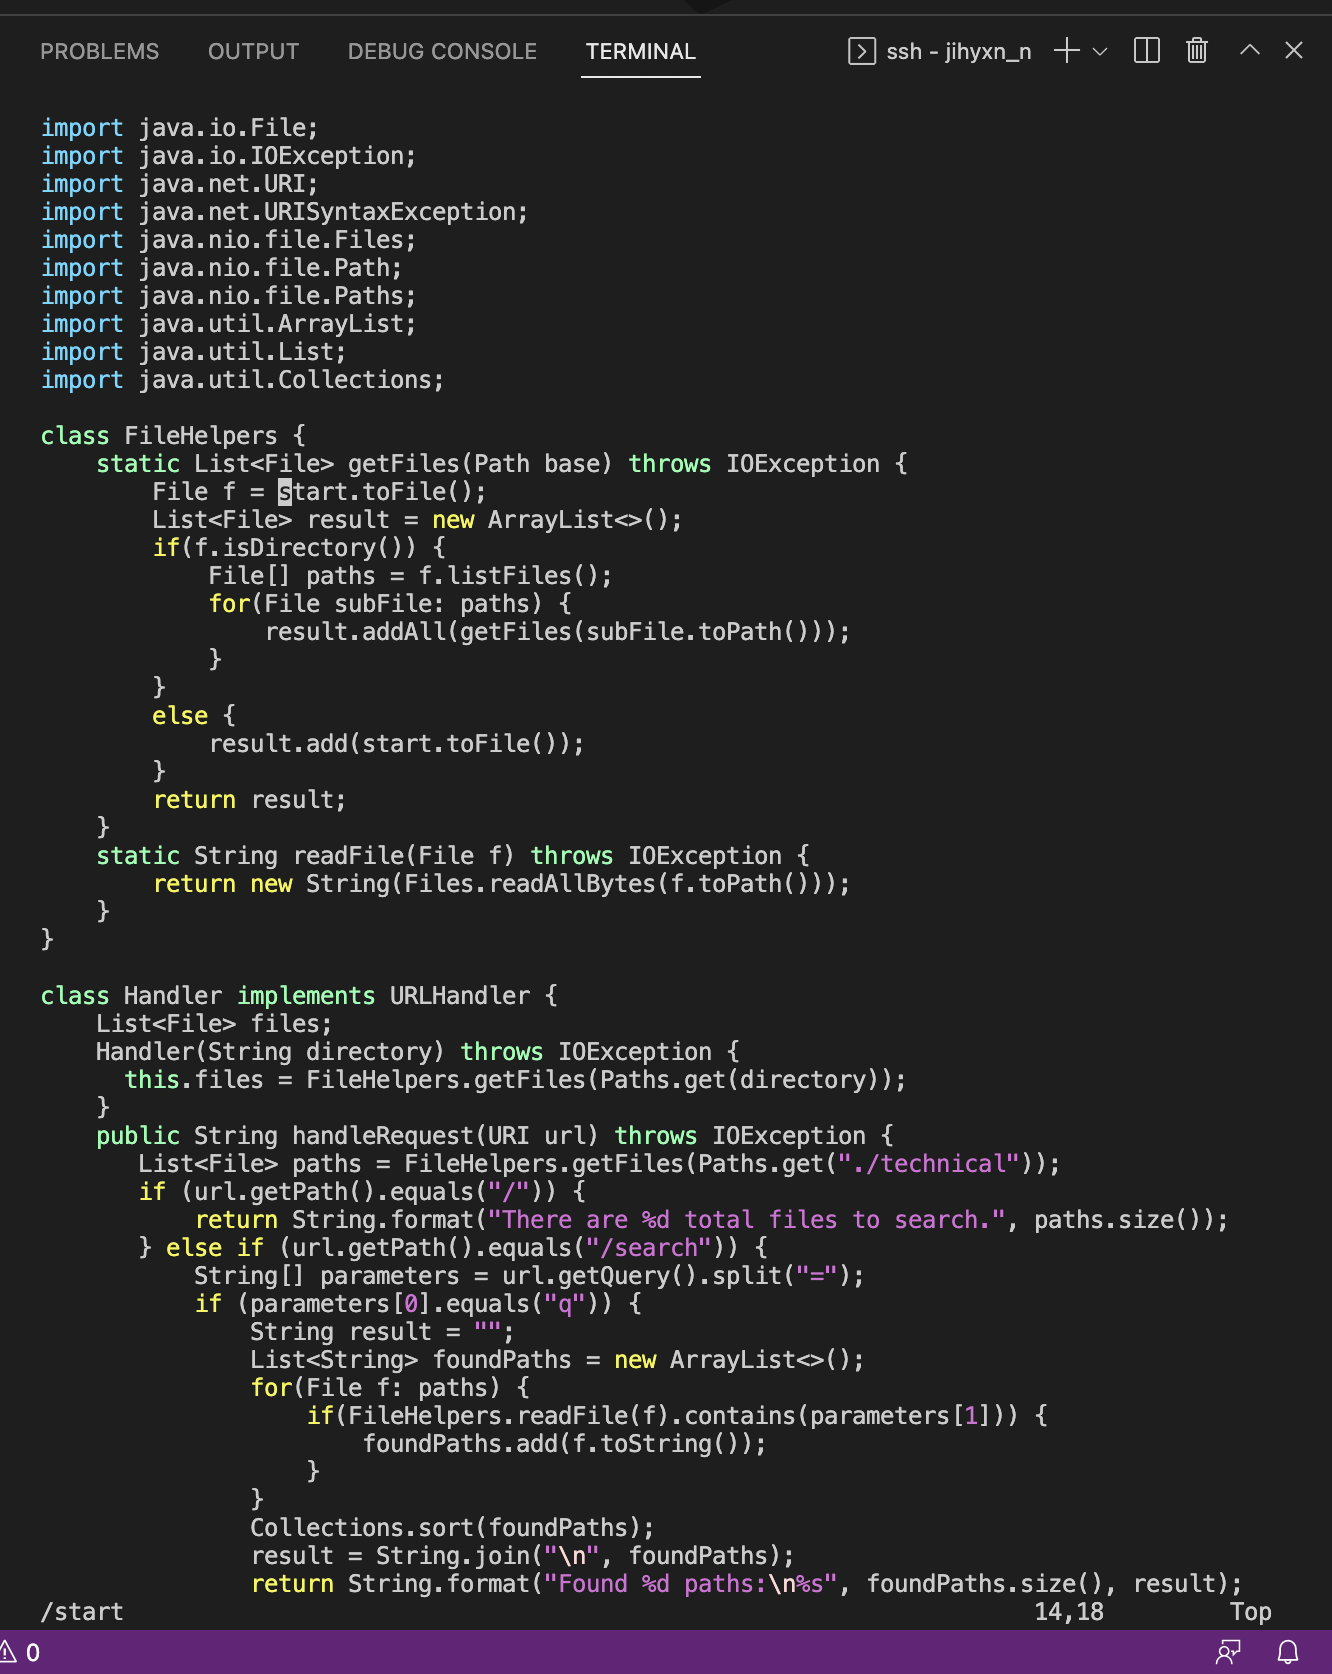 PROBLEMS OUTPUT DEBUG CONSOLE TERMINAL ssh - jihyxn_n
import java.io.File;
import java.io.IOException;
import java.net.URI;
import java.net.URISyntaxException;
import java.nio.file.Files;
import java.nio.file.Path;
import java.nio.file.Paths;
import java.util.ArrayList;
import java.util.List;
import java.util.Collections;

class FileHelpers {
    static List<File> getFiles(Path base) throws IOException {
        File f = start.toFile();
        List<File> result = new ArrayList<>();
        if(f.isDirectory()) {
            File[] paths = f.listFiles();
            for(File subFile: paths) {
                result.addAll(getFiles(subFile.toPath()));
            }
        }
        else {
            result.add(start.toFile());
        }
        return result;
    }
    static String readFile(File f) throws IOException {
        return new String(Files.readAllBytes(f.toPath()));
    }
}

class Handler implements URLHandler {
    List<File> files;
    Handler(String directory) throws IOException {
      this.files = FileHelpers.getFiles(Paths.get(directory));
    }
    public String handleRequest(URI url) throws IOException {
       List<File> paths = FileHelpers.getFiles(Paths.get("./technical"));
       if (url.getPath().equals("/")) {
           return String.format("There are %d total files to search.", paths.size());
       } else if (url.getPath().equals("/search")) {
           String[] parameters = url.getQuery().split("=");
           if (parameters[0].equals("q")) {
               String result = "";
               List<String> foundPaths = new ArrayList<>();
               for(File f: paths) {
                   if(FileHelpers.readFile(f).contains(parameters[1])) {
                       foundPaths.add(f.toString());
                   }
               }
               Collections.sort(foundPaths);
               result = String.join("\n", foundPaths);
               return String.format("Found %d paths:\n%s", foundPaths.size(), result);
/start 14,18 Top
0